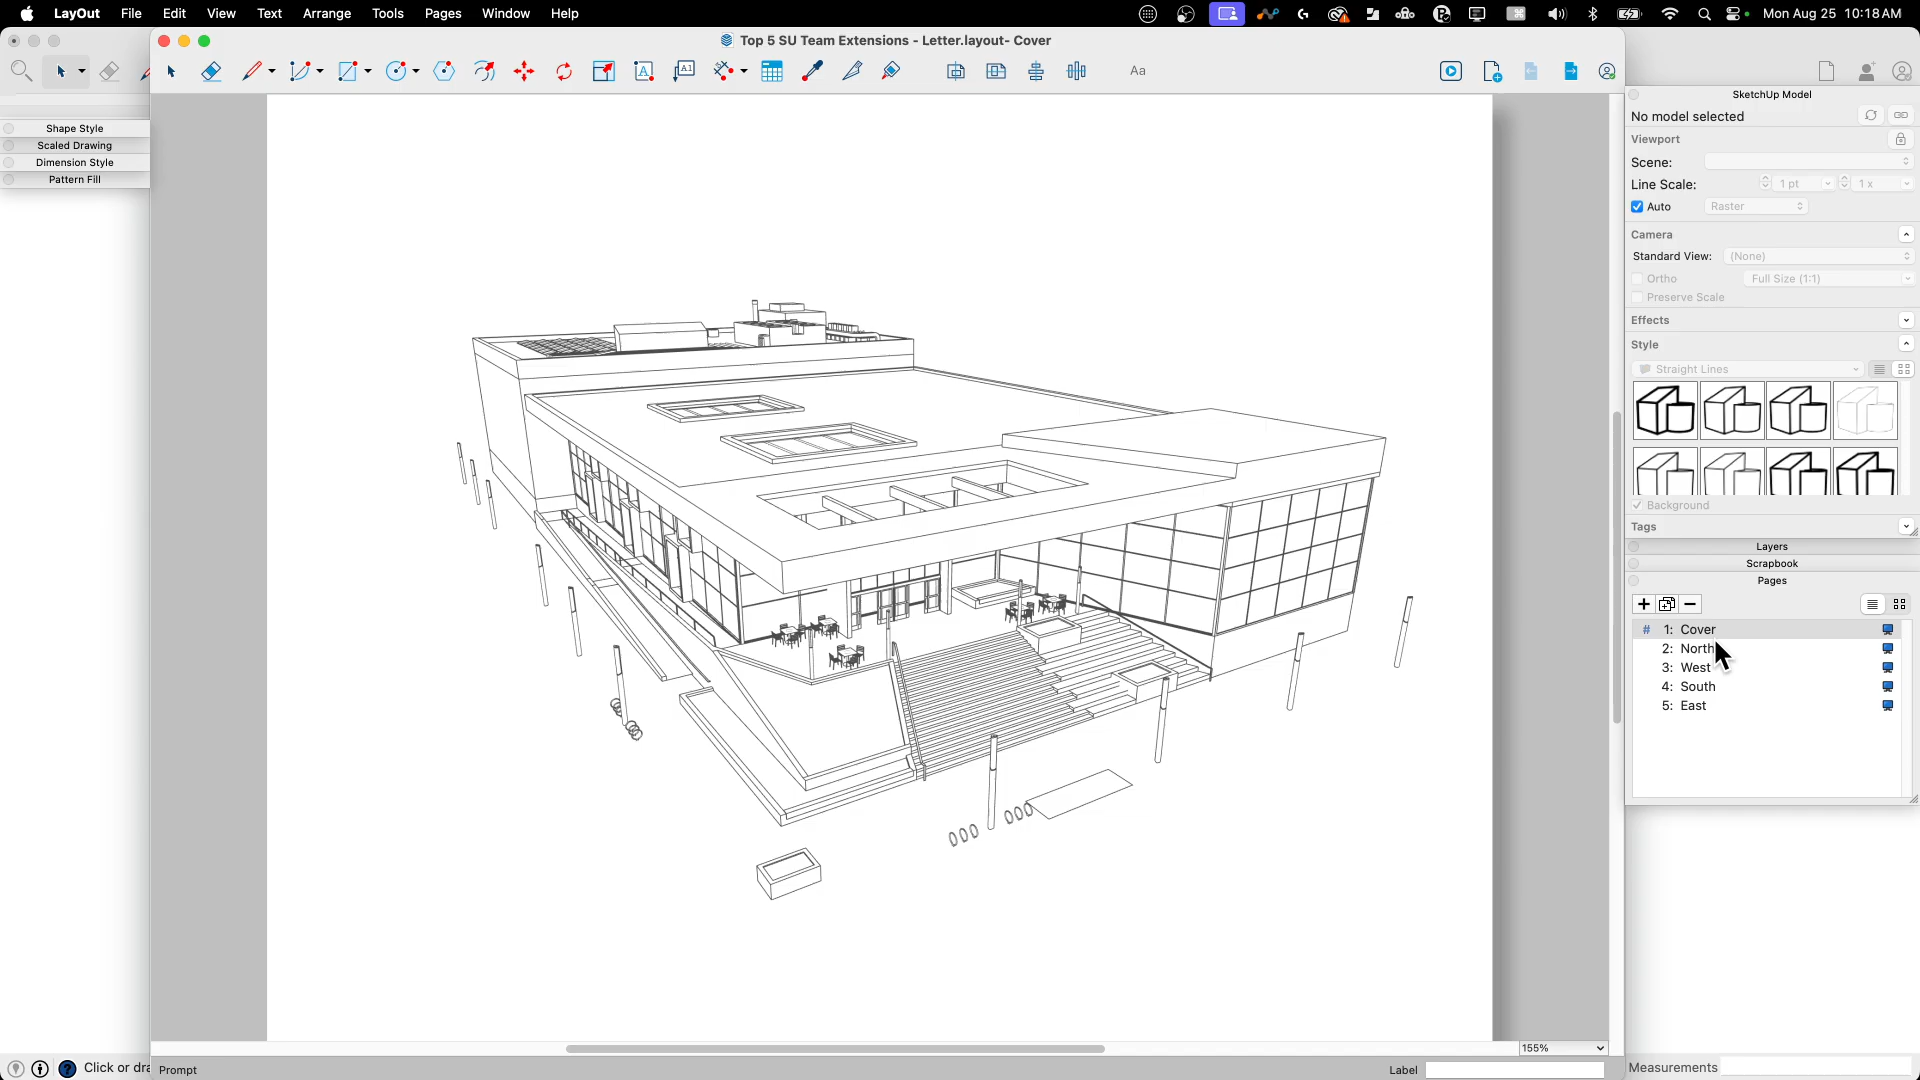 LayOut File Edit View Text Arrange Tools Pages Window Help
Mon Aug 25 10:18 AM
Top 5 SU Team Extensions - Letter.layout- Cover
A1
Aa
Shape Style
Scaled Drawing
Dimension Style
Pattern Fill
SketchUp Model
No model selected
Viewport
Scene:
Line Scale: 1 pt 1 x
Auto Raster
Camera
Standard View: (None)
Ortho Full Size (1:1)
Preserve Scale
Effects
Style
Straight Lines
Background
Tags
Layers
Scrapbook
Pages
# 1: Cover
2: North
3: West
4: South
5: East
155%
Click or dra
Prompt
Label
Measurements